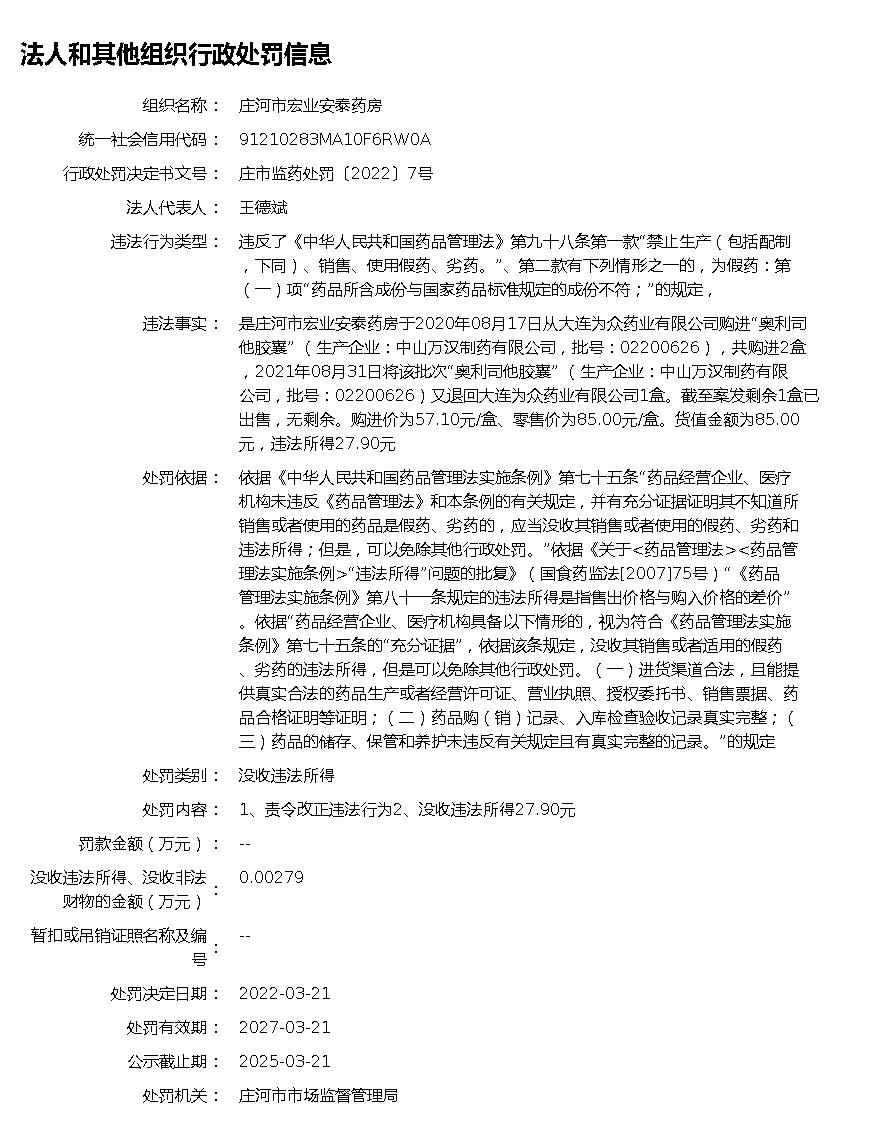 法人和其他组织行政处罚信息
组织名称： 庄河市宏业安泰药房
统一社会信用代码： 91210283MA10F6RW0A
行政处罚决定书文号： 庄市监药处罚〔2022〕7号
法人代表人： 王德斌
违法行为类型： 违反了《中华人民共和国药品管理法》第九十八条第一款“禁止生产（包括配制
，下同）、销售、使用假药、劣药。”、第二款有下列情形之一的，为假药：第
（一）项“药品所含成份与国家药品标准规定的成份不符；”的规定，
违法事实： 是庄河市宏业安泰药房于2020年08月17日从大连为众药业有限公司购进“奥利司
他胶囊”（生产企业：中山万汉制药有限公司，批号：02200626），共购进2盒
，2021年08月31日将该批次“奥利司他胶囊”（生产企业：中山万汉制药有限
公司，批号：02200626）又退回大连为众药业有限公司1盒。截至案发剩余1盒已
出售，无剩余。购进价为57.10元/盒、零售价为85.00元/盒。货值金额为85.00
元，违法所得27.90元
处罚依据： 依据《中华人民共和国药品管理法实施条例》第七十五条“药品经营企业、医疗
机构未违反《药品管理法》和本条例的有关规定，并有充分证据证明其不知道所
销售或者使用的药品是假药、劣药的，应当没收其销售或者使用的假药、劣药和
违法所得；但是，可以免除其他行政处罚。”依据《关于<药品管理法><药品管
理法实施条例>“违法所得”问题的批复》（国食药监法[2007]75号）“《药品
管理法实施条例》第八十一条规定的违法所得是指售出价格与购入价格的差价”
。依据“药品经营企业、医疗机构具备以下情形的，视为符合《药品管理法实施
条例》第七十五条的“充分证据”，依据该条规定，没收其销售或者适用的假药
、劣药的违法所得，但是可以免除其他行政处罚。（一）进货渠道合法，且能提
供真实合法的药品生产或者经营许可证、营业执照、授权委托书、销售票据、药
品合格证明等证明；（二）药品购（销）记录、入库检查验收记录真实完整；（
三）药品的储存、保管和养护未违反有关规定且有真实完整的记录。”的规定
处罚类别： 没收违法所得
处罚内容： 1、责令改正违法行为2、没收违法所得27.90元
罚款金额（万元）： --
没收违法所得、没收非法 0.00279
财物的金额（万元）：
暂扣或吊销证照名称及编 --
号：
处罚决定日期： 2022-03-21
处罚有效期： 2027-03-21
公示截止期： 2025-03-21
处罚机关： 庄河市市场监督管理局